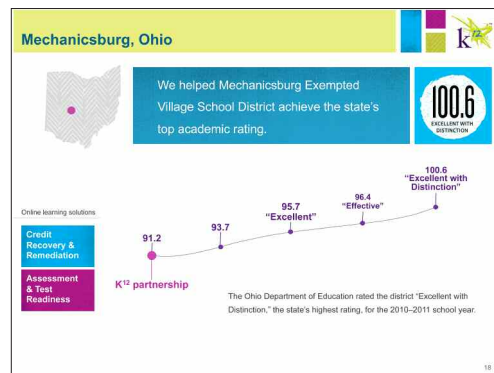 Mechanicsburg, Ohio
k12
We helped Mechanicsburg Exempted
Village School District achieve the state's
top academic rating.
100.6
EXCELLENT WITH
DISTINCTION
Online learning solutions
Credit
Recovery &
Remediation
Assessment
& Test
Readiness
91.2
K12 partnership
93.7
95.7
"Excellent"
96.4
"Effective"
100.6
"Excellent with
Distinction"
The Ohio Department of Education rated the district "Excellent with
Distinction," the state's highest rating, for the 2010–2011 school year.
18